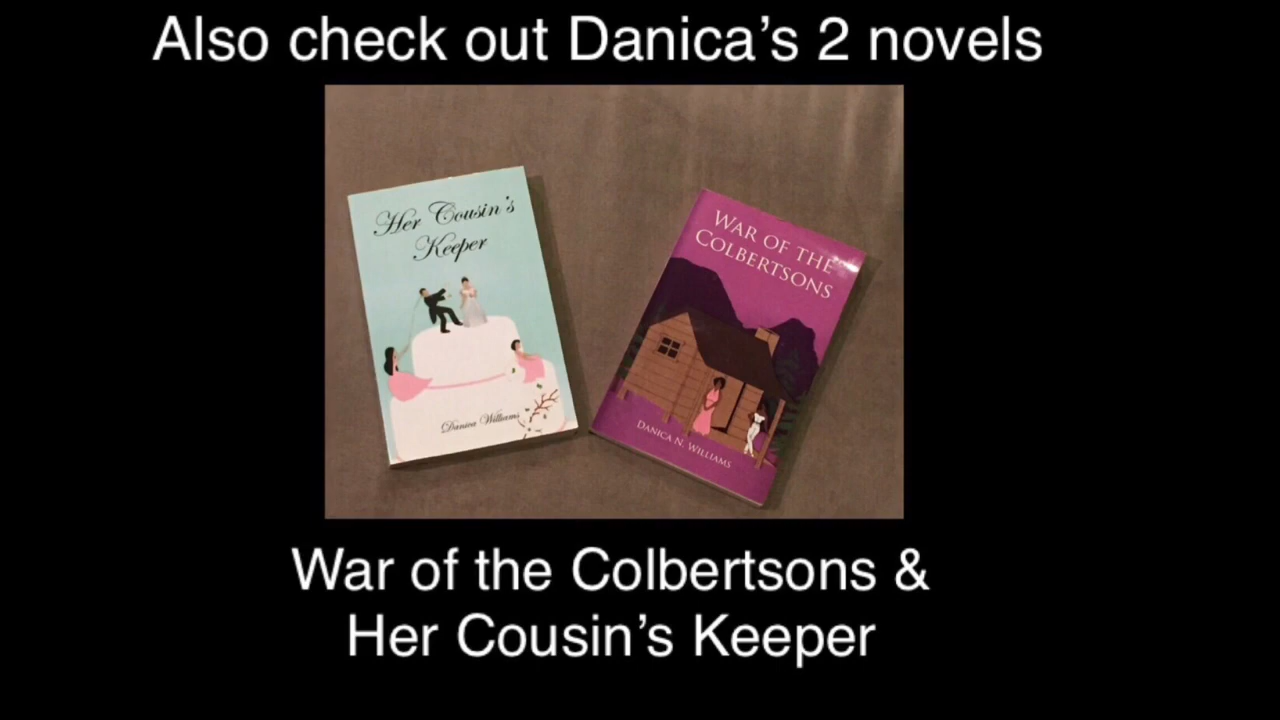 Also check out Danica’s 2 novels
Her Cousin's
Keeper
Danica Williams
WAR OF THE
COLBERTSONS
DANICA N. WILLIAMS
War of the Colbertsons &
Her Cousin’s Keeper